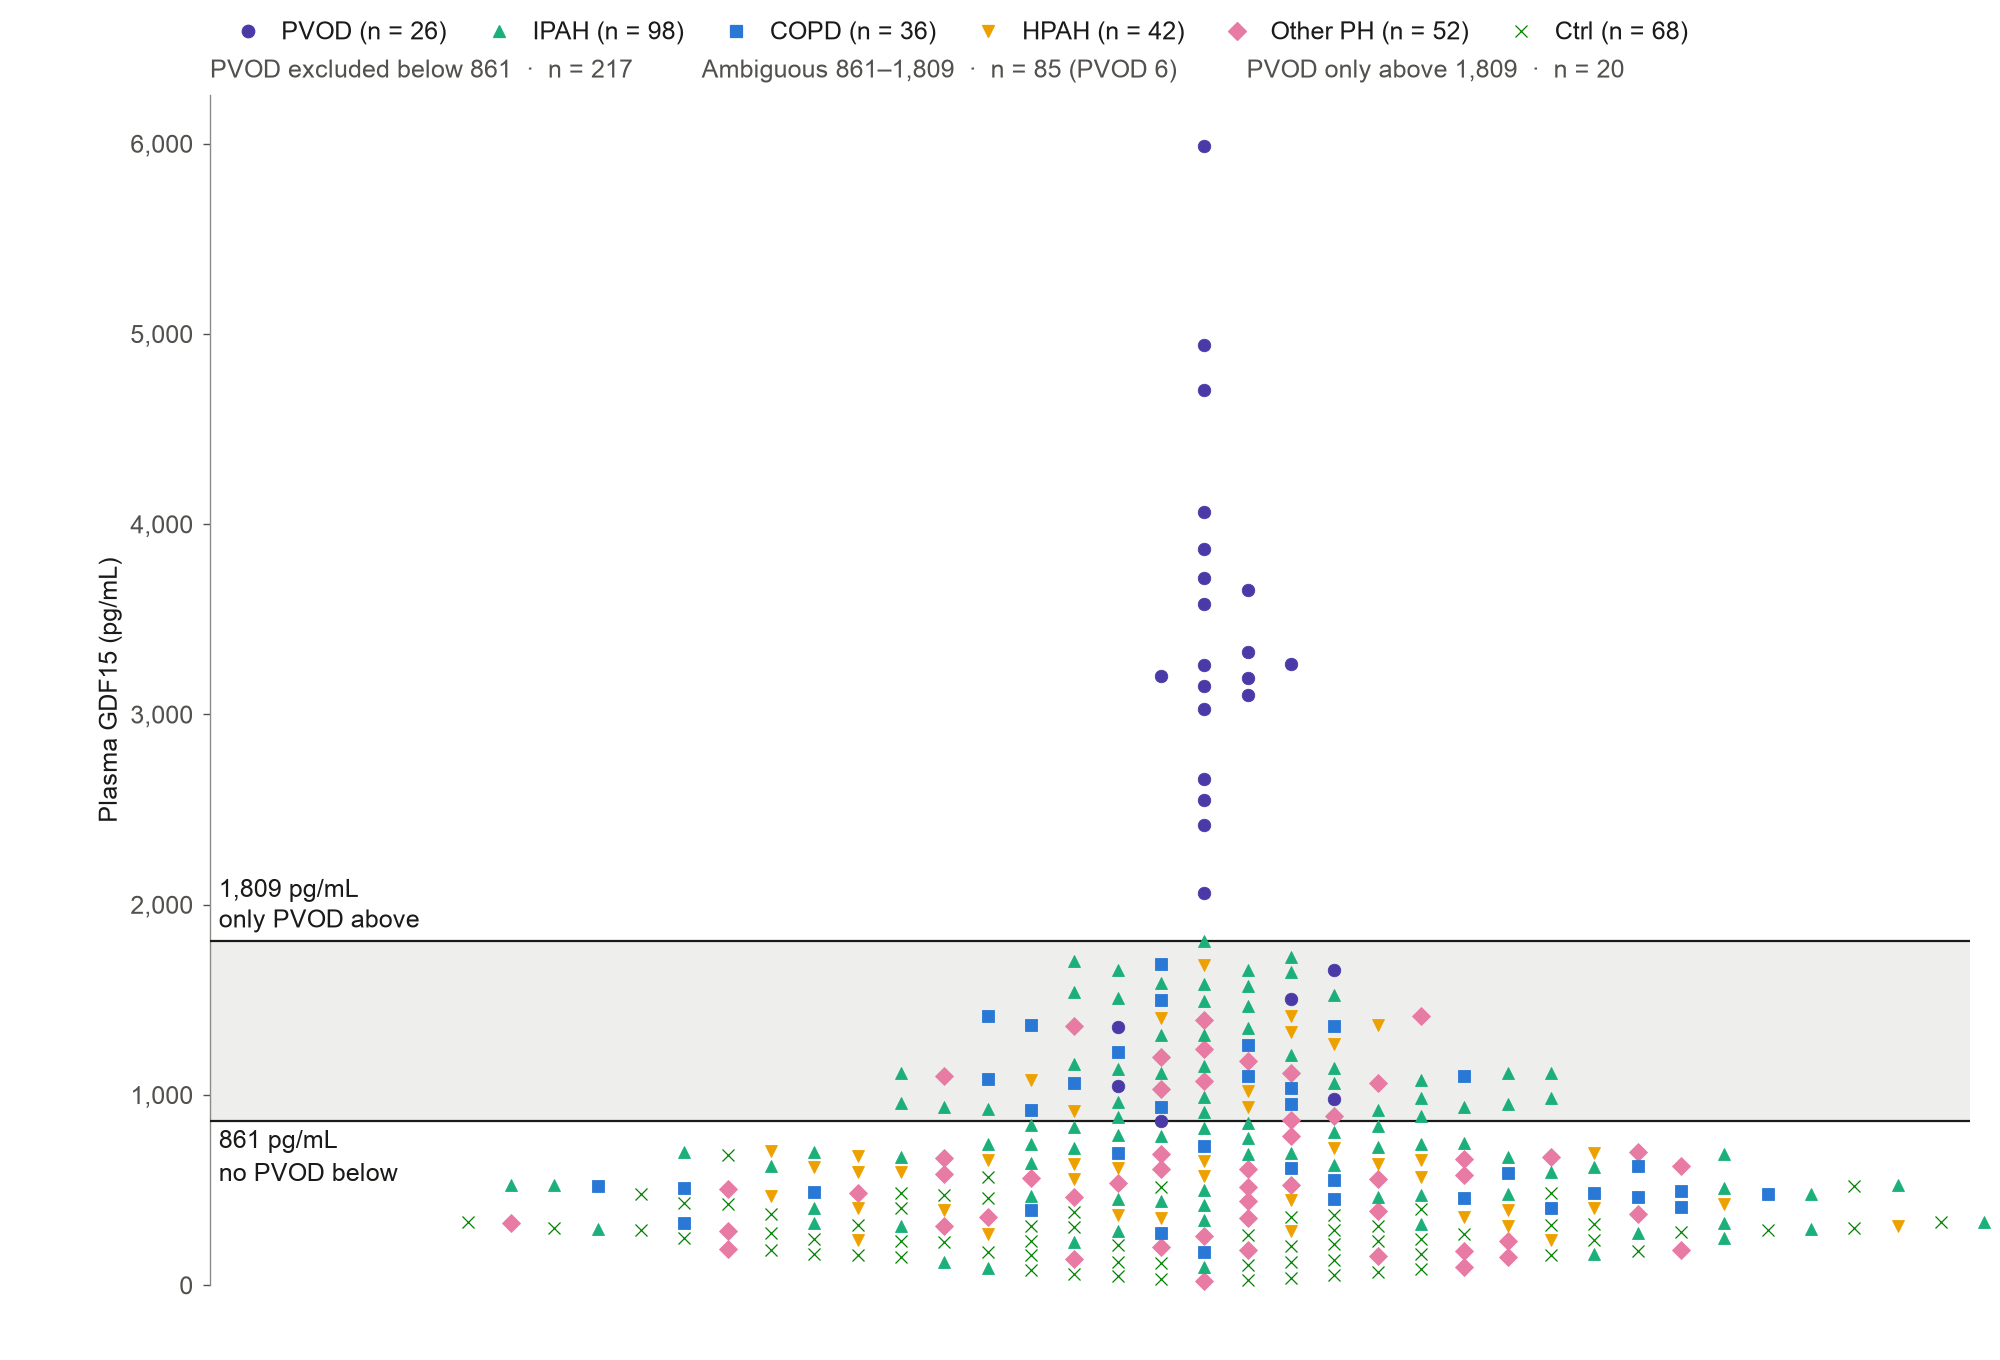 PVOD (n = 26) IPAH (n = 98) COPD (n = 36) HPAH (n = 42) Other PH (n = 52) Ctrl (n = 68)
PVOD excluded below 861 · n = 217 Ambiguous 861–1,809 · n = 85 (PVOD 6) PVOD only above 1,809 · n = 20
Plasma GDF15 (pg/mL)
6,000
5,000
4,000
3,000
2,000
1,000
0
1,809 pg/mL
only PVOD above
861 pg/mL
no PVOD below